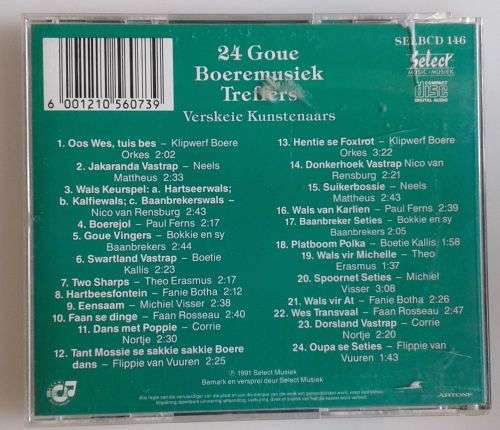 24 Goue
Boeremusiek
Treffers
Verskeie Kunstenaars
SELBCD 146
Select
MUSIC • MUSIEK
COMPACT
disc
DIGITAL AUDIO
6 001210 560739
1. Oos Wes, tuis bes - Klipwerf Boere
Orkes 2:02
2. Jakaranda Vastrap - Neels
Mattheus 2:33
3. Wals Keurspel: a. Hartseerwals;
b. Kalfiewals; c. Baanbrekerswals -
Nico van Rensburg 2:43
4. Boerejol - Paul Ferns 2:17
5. Goue Vingers - Bokkie en sy
Baanbrekers 2:44
6. Swartland Vastrap - Boetie
Kallis 2:23
7. Two Sharps - Theo Erasmus 2:17
8. Hartbeesfontein - Fanie Botha 2:12
9. Eensaam - Michiel Visser 2:38
10. Faan se dinge - Faan Rosseau 2:40
11. Dans met Poppie - Corrie
Nortje 2:30
12. Tant Mossie se sakkie sakkie Boere
dans - Flippie van Vuuren 2:25
13. Hentie se Foxtrot - Klipwerf Boere
Orkes 3:22
14. Donkerhoek Vastrap Nico van
Rensburg 2:21
15. Suikerbossie - Neels
Mattheus 2:43
16. Wals van Karlien - Paul Ferns 2:39
17. Baanbreker Seties - Bokkie en sy
Baanbrekers 2:05
18. Platboom Polka - Boetie Kallis 1:58
19. Wals vir Michelle - Theo
Erasmus 1:37
20. Spoornet Seties - Michiel
Visser 3:08
21. Wals vir At - Fanie Botha 2:26
22. Wes Transvaal - Faan Rosseau 2:47
23. Dorsland Vastrap - Corrie
Nortje 2:20
24. Oupa se Seties - Flippie van
Vuuren 1:43
℗ 1991 Select Musiek
Bemark en versprei deur Select Musiek